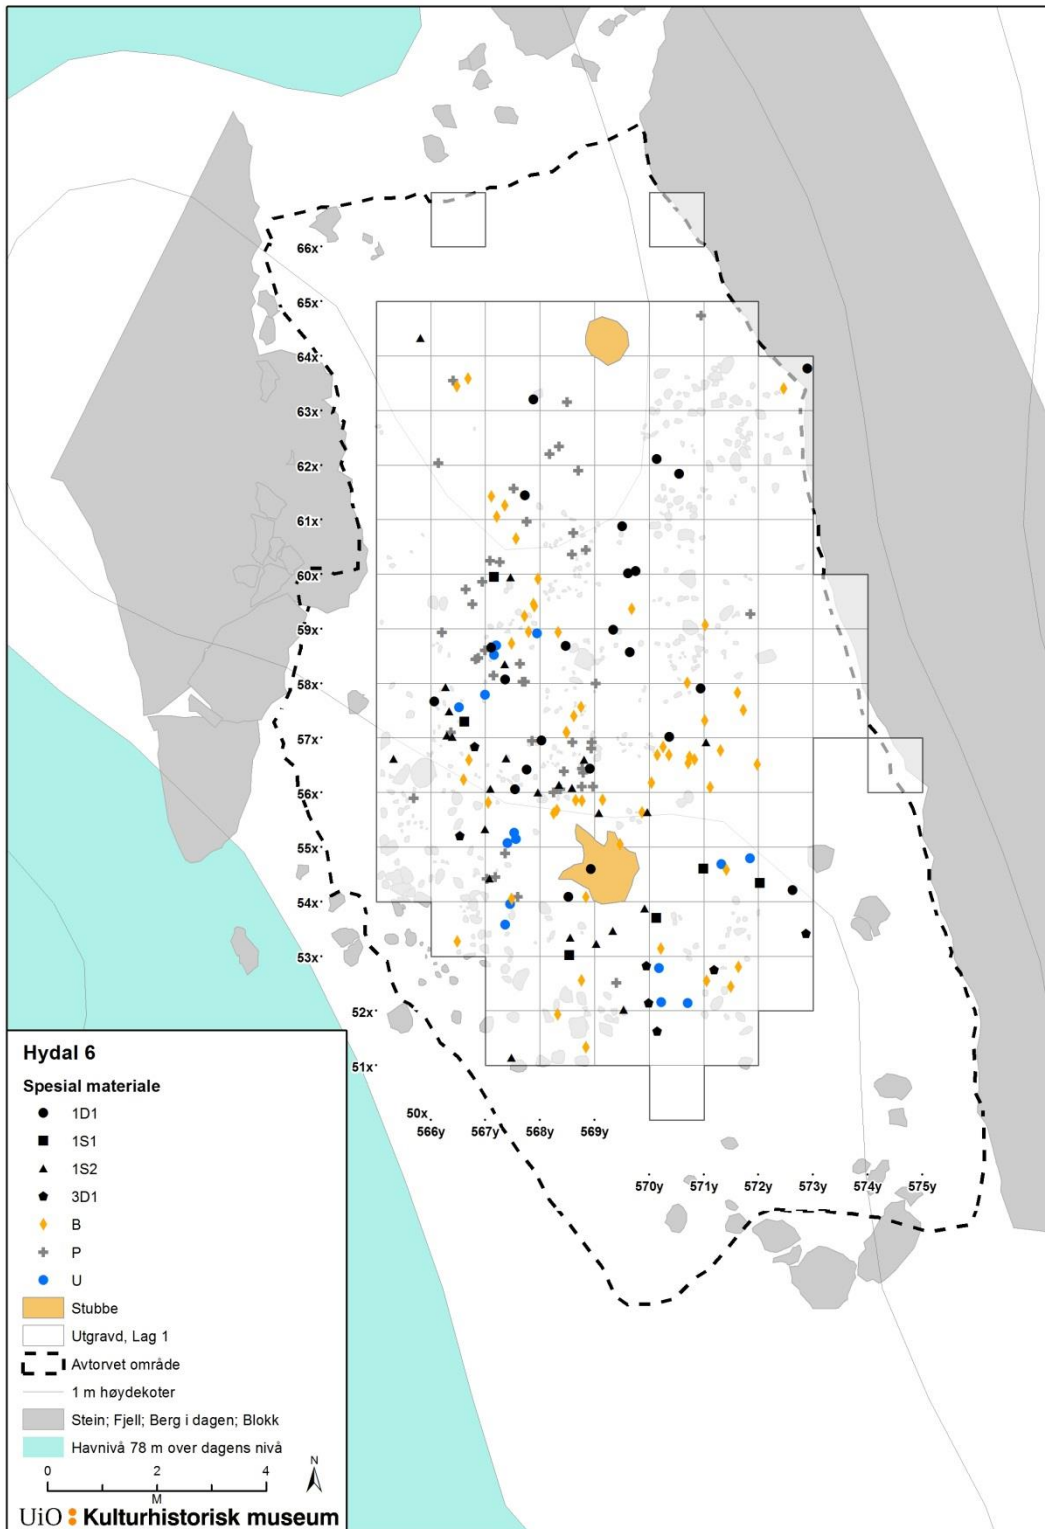 66x
65x
64x
63x
62x
61x
60x
59x
58x
57x
56x
55x
54x
53x
52x
51x
50x
566y 567y 568y 569y
570y 571y 572y 573y 574y 575y
Hydal 6
Spesial materiale
1D1
1S1
1S2
3D1
B
P
U
Stubbe
Utgravd, Lag 1
Avtorvet område
1 m høydekoter
Stein; Fjell; Berg i dagen; Blokk
Havnivå 78 m over dagens nivå
0 2 4
M
N
UiO Kulturhistorisk museum